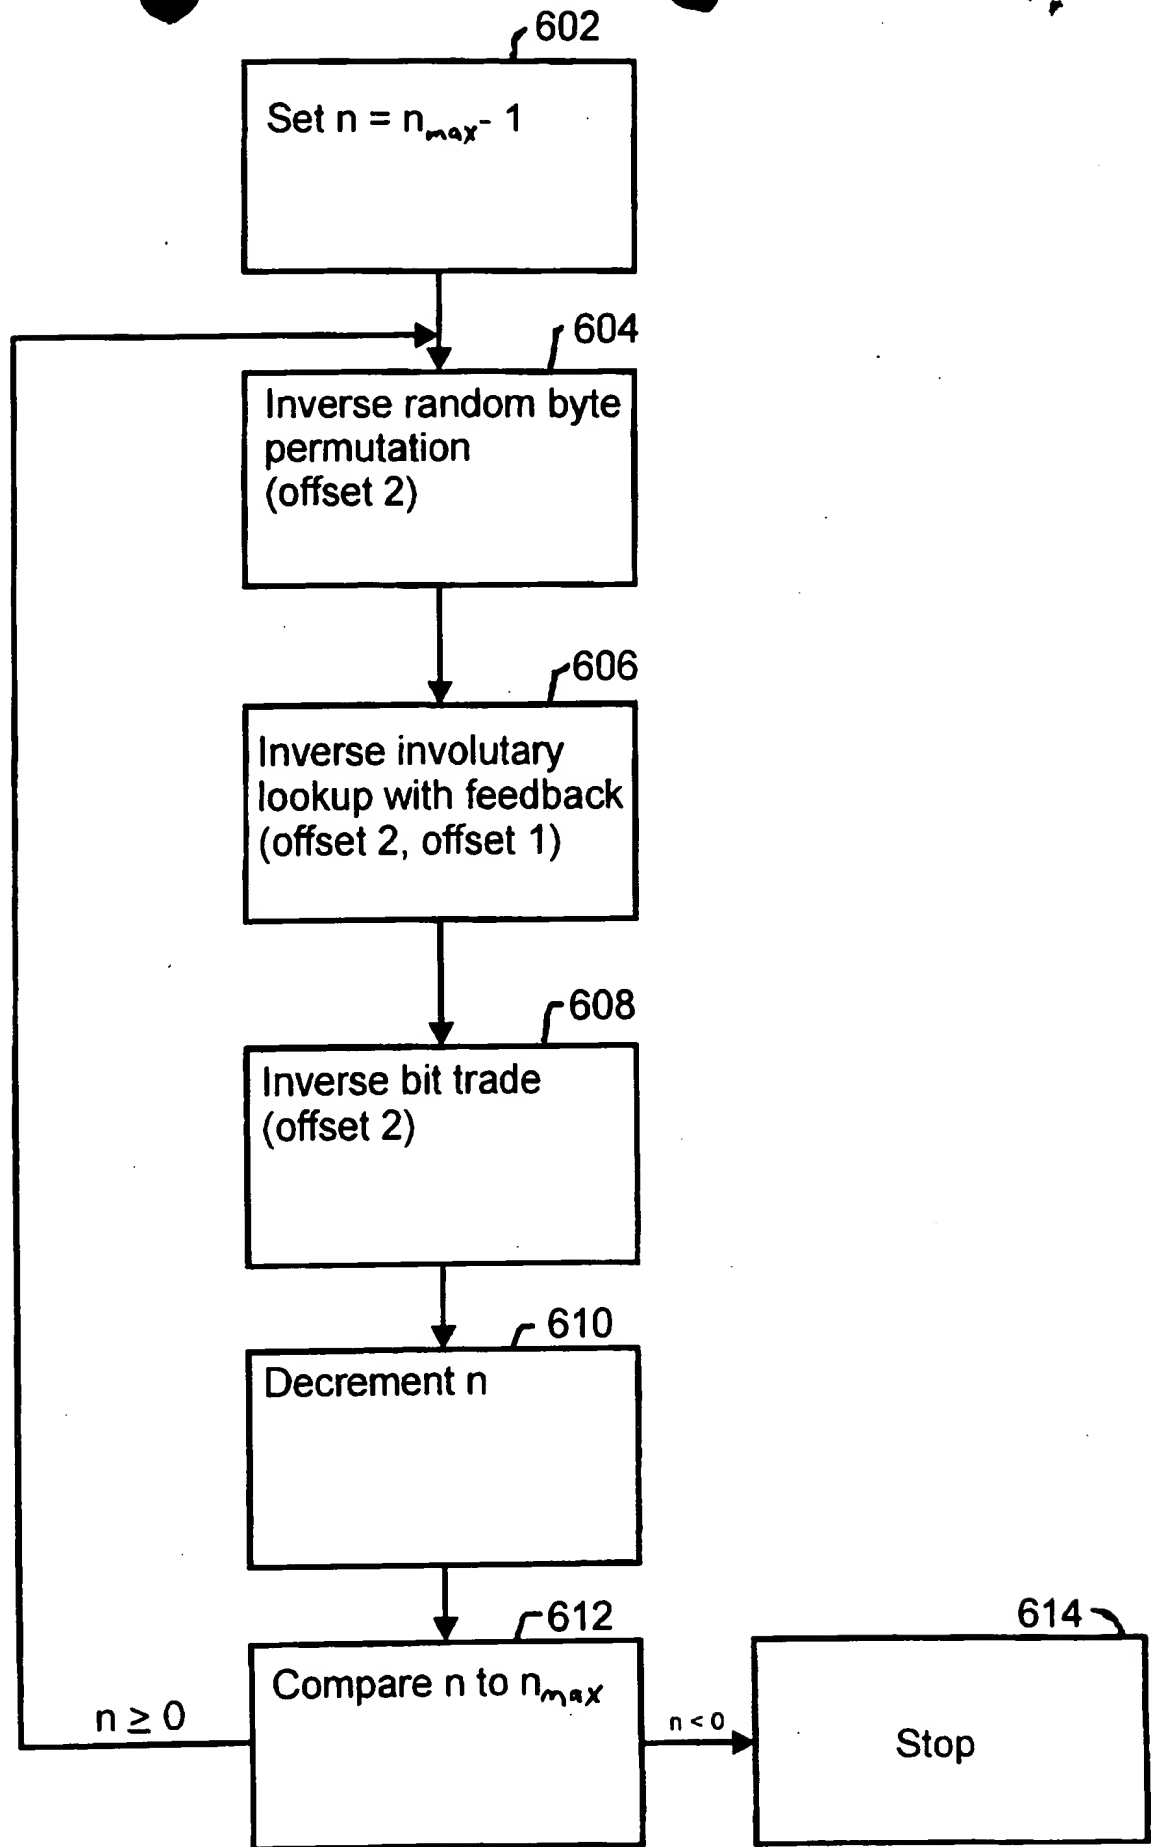 602
Set n = nmax- 1
604
Inverse random byte
permutation
(offset 2)
606
Inverse involutary
lookup with feedback
(offset 2, offset 1)
608
Inverse bit trade
(offset 2)
610
Decrement n
612
Compare n to nmax
n ≥ 0
n < 0
614
Stop